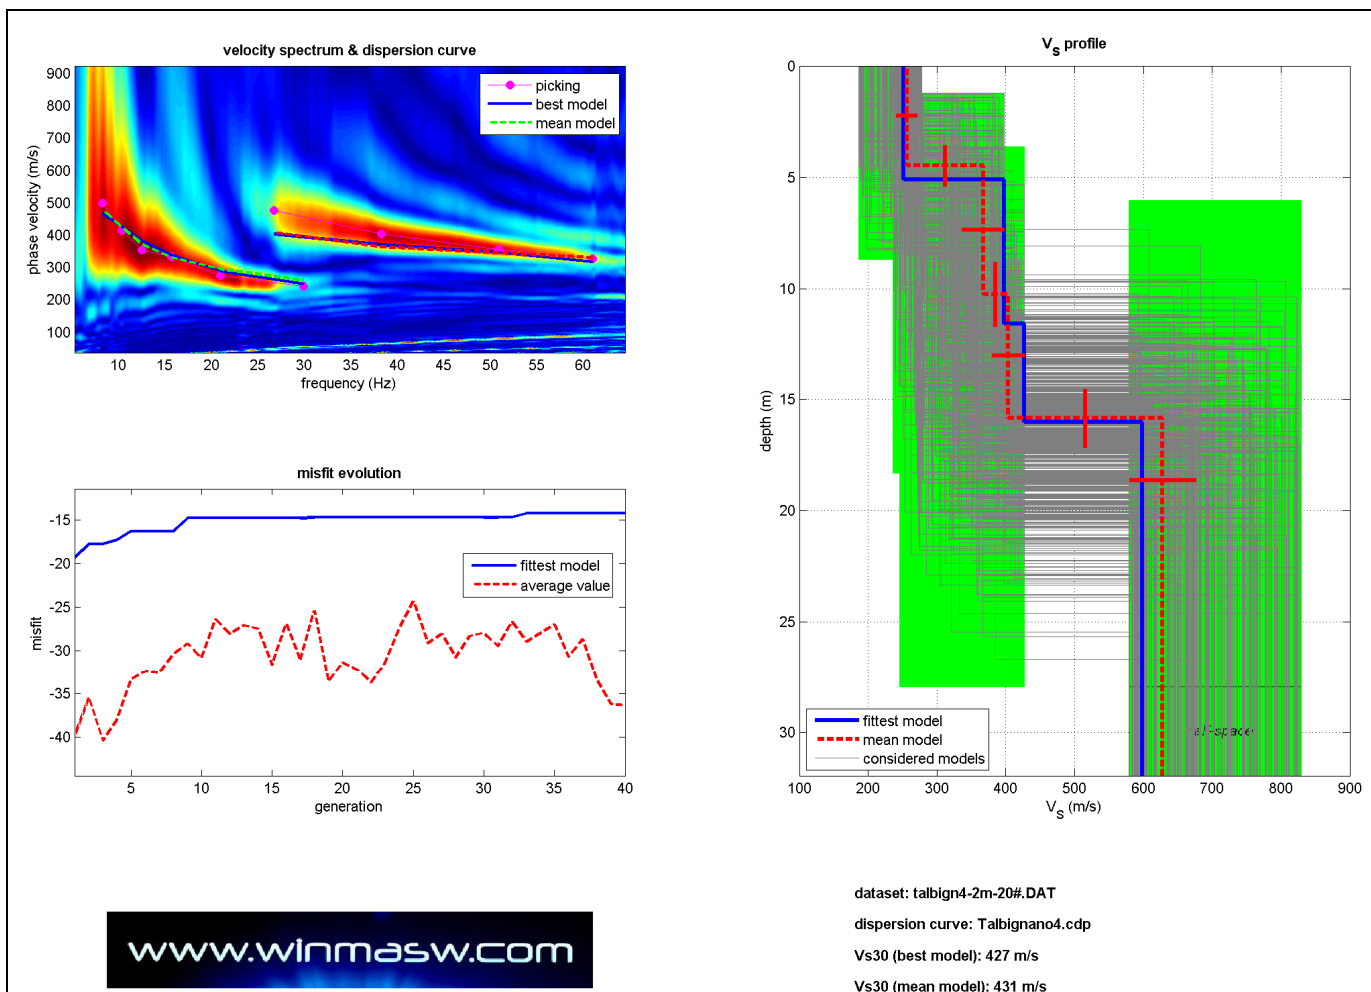 velocity spectrum & dispersion curve
900
800
700
600
500
400
300
200
100
phase velocity (m/s)
picking
best model
mean model
10
15
20
25
30
35
40
45
50
55
60
frequency (Hz)
misfit evolution
-15
-20
-25
-30
-35
-40
misfit
fittest model
average value
5
10
15
20
25
30
35
40
generation
www.winmasw.com
VS profile
0
5
10
15
20
25
30
depth (m)
fittest model
mean model
considered models
100
200
300
400
500
600
700
800
900
VS (m/s)
dataset: talbign4-2m-20#.DAT
dispersion curve: Talbignano4.cdp
Vs30 (best model): 427 m/s
Vs30 (mean model): 431 m/s